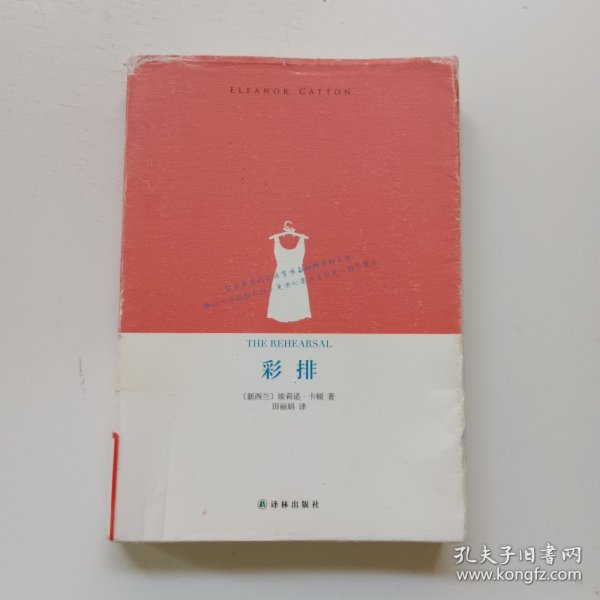 ELEANOR CATTON
THE REHEARSAL
彩排
〔新西兰〕埃莉诺·卡顿 著
田丽娟 译
译林出版社
孔夫子旧书网
www.kongfz.com